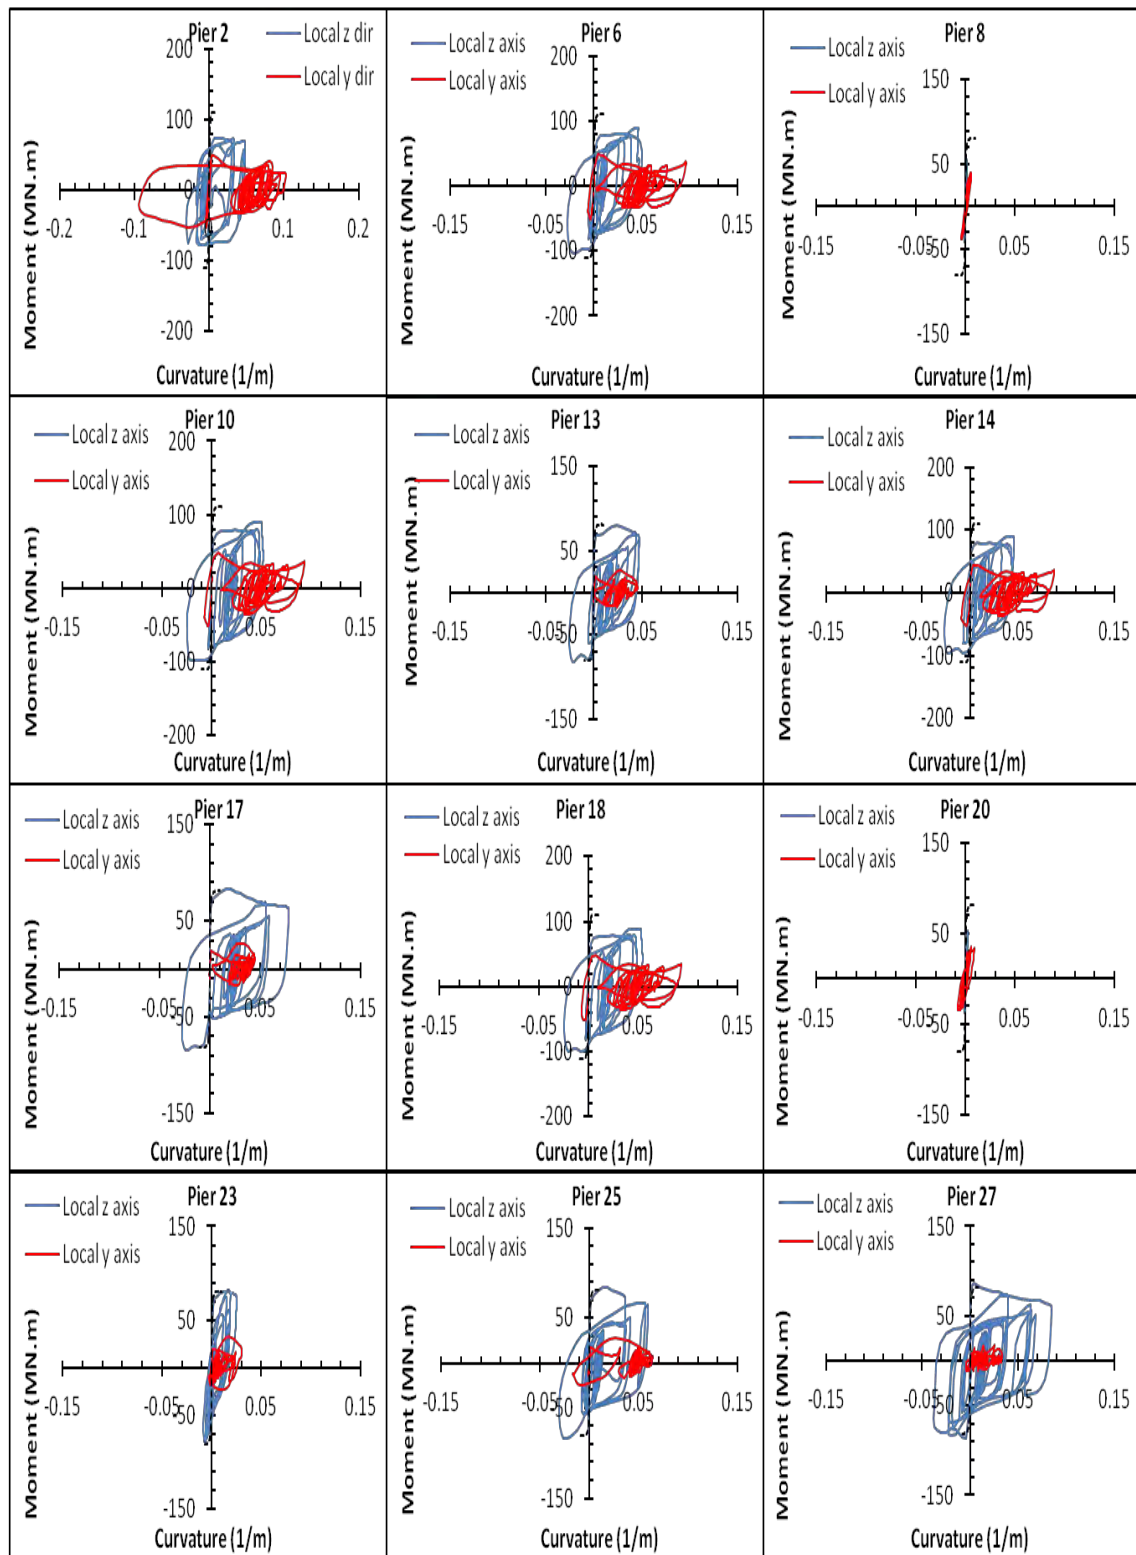 Pier 2
Local z dir
Local y dir
200
100
0
-0.2
-0.1
0.1
0.2
-100
-200
Moment (MN.m)
Curvature (1/m)
Pier 6
Local z axis
Local y axis
200
100
0
-0.15
-0.05
0.05
0.15
-100
-200
Moment (MN.m)
Curvature (1/m)
Pier 8
Local z axis
Local y axis
150
50
-0.15
-0.05
0.05
0.15
-50
-150
Moment (MN.m)
Curvature (1/m)
Pier 10
Local z axis
Local y axis
200
100
0
-0.15
-0.05
0.05
0.15
-100
-200
Moment (MN.m)
Curvature (1/m)
Pier 13
Local z axis
Local y axis
150
50
-0.15
-0.05
0.05
0.15
-50
-150
Moment (MN.m)
Curvature (1/m)
Pier 14
Local z axis
Local y axis
200
100
0
-0.15
-0.05
0.05
0.15
-100
-200
Moment (MN.m)
Curvature (1/m)
Pier 17
Local z axis
Local y axis
150
50
-0.15
-0.05
0.05
-50
-150
Moment (MN.m)
Curvature (1/m)
0.15
Pier 18
Local z axis
Local y axis
200
100
0
-0.15
-0.05
0.05
0.15
-100
-200
Moment (MN.m)
Curvature (1/m)
Pier 20
Local z axis
Local y axis
150
50
-0.15
-0.05
0.05
0.15
-50
-150
Moment (MN.m)
Curvature (1/m)
Pier 23
Local z axis
Local y axis
150
50
-0.15
-0.05
0.05
0.15
-50
-150
Moment (MN.m)
Curvature (1/m)
Pier 25
Local z axis
Local y axis
150
50
-0.15
-0.05
0.05
0.15
-50
-150
Moment (MN.m)
Curvature (1/m)
Pier 27
Local z axis
Local y axis
150
50
-0.15
-0.05
0.05
0.15
-50
-150
Moment (MN.m)
Curvature (1/m)